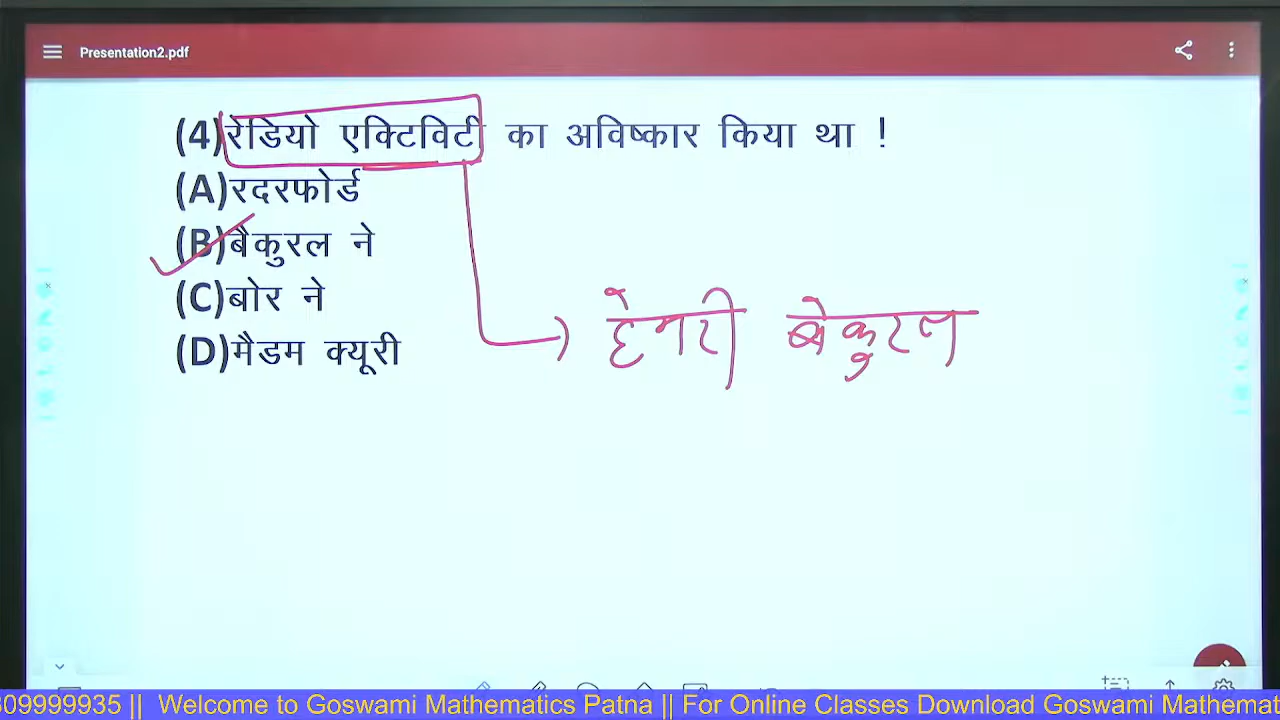 Presentation2.pdf
(4)रेडियो एक्टिविटी का अविष्कार किया था !
(A)रदरफोर्ड
(B)बैकुरल ने
(C)बोर ने
(D)मैडम क्यूरी
हेनरी बेकुरल
309999935 || Welcome to Goswami Mathematics Patna || For Online Classes Download Goswami Mathemat